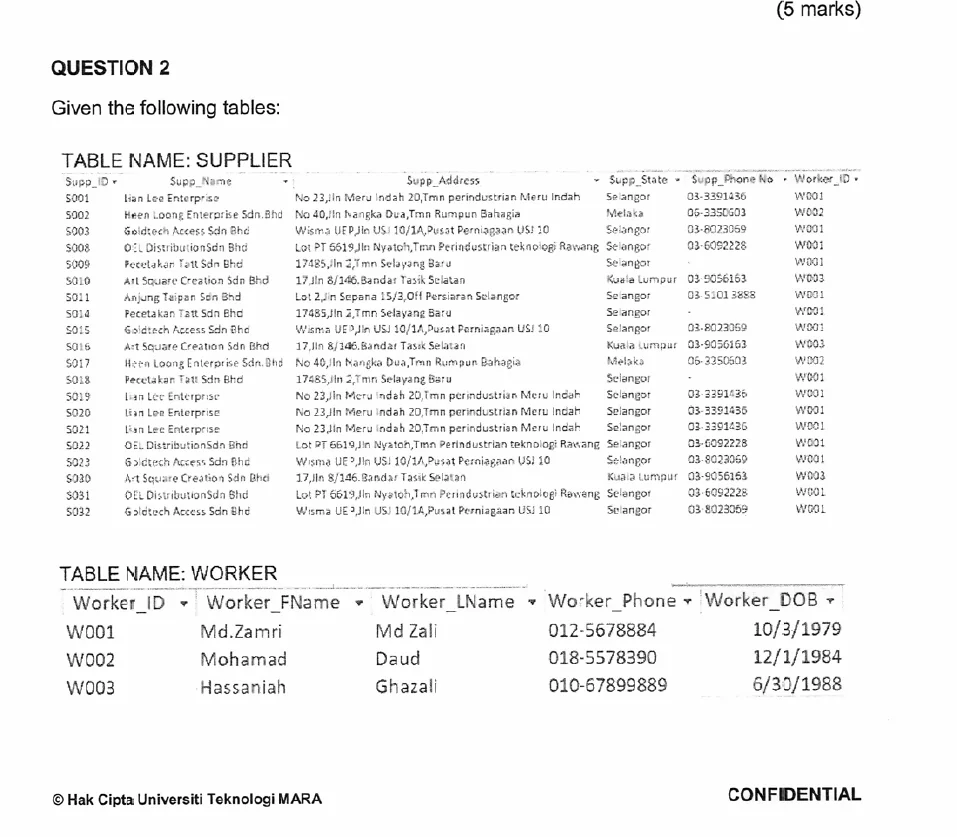 (5 marks)
QUESTION 2
Given the following tables:
TABLE NAME: SUPPLIER
Supp_ID Supp_Name Supp_Address Supp_State Supp_Phone No Worker_ID
S001 Lian Lee Enterprise No 23,Jln Meru Indah 20,Tmn perindustrian Meru Indah Selangor 03-3391436 W001
S002 Heen Loong Enterprise Sdn.Bhd No 40,Jln Nangka Dua,Tmn Rumpun Bahagia Melaka 06-3350603 W002
S003 Goldtech Access Sdn Bhd Wisma UEP,Jln USJ 10/1A,Pusat Perniagaan USJ 10 Selangor 03-8023069 W001
S008 OEL DistributionSdn Bhd Lot PT 6619,Jln Nyatoh,Tmn Perindustrian teknologi Rawang Selangor 03-6092228 W001
S009 Pecetakan Tatt Sdn Bhd 17485,Jln 2,Tmn Selayang Baru Selangor - W001
S010 Art Square Creation Sdn Bhd 17,Jln 8/146.Bandar Tasik Selatan Kuala Lumpur 03-9056163 W003
S011 Anjung Taipan Sdn Bhd Lot 2,Jln Sepana 15/3,Off Persiaran Selangor Selangor 03-5101 3888 W001
S014 Pecetakan Tatt Sdn Bhd 17485,Jln 2,Tmn Selayang Baru Selangor - W001
S015 Goldtech Access Sdn Bhd Wisma UEP,Jln USJ 10/1A,Pusat Perniagaan USJ 10 Selangor 03-8023069 W001
S016 Art Square Creation Sdn Bhd 17,Jln 8/146.Bandar Tasik Selatan Kuala Lumpur 03-9056163 W003
S017 Heen Loong Enterprise Sdn.Bhd No 40,Jln Nangka Dua,Tmn Rumpun Bahagia Melaka 06-3350603 W002
S018 Pecetakan Tatt Sdn Bhd 17485,Jln 2,Tmn Selayang Baru Selangor - W001
S019 Lian Lee Enterprise No 23,Jln Meru Indah 20,Tmn perindustrian Meru Indah Selangor 03-3391436 W001
S020 Lian Lee Enterprise No 23,Jln Meru Indah 20,Tmn perindustrian Meru Indah Selangor 03-3391436 W001
S021 Lian Lee Enterprise No 23,Jln Meru Indah 20,Tmn perindustrian Meru Indah Selangor 03-3391436 W001
S022 OEL DistributionSdn Bhd Lot PT 6619,Jln Nyatoh,Tmn Perindustrian teknologi Rawang Selangor 03-6092228 W001
S023 Goldtech Access Sdn Bhd Wisma UEP,Jln USJ 10/1A,Pusat Perniagaan USJ 10 Selangor 03-8023069 W001
S030 Art Square Creation Sdn Bhd 17,Jln 8/146.Bandar Tasik Selatan Kuala Lumpur 03-9056163 W003
S031 OEL DistributionSdn Bhd Lot PT 6619,Jln Nyatoh,Tmn Perindustrian teknologi Rawang Selangor 03-6092228 W001
S032 Goldtech Access Sdn Bhd Wisma UEP,Jln USJ 10/1A,Pusat Perniagaan USJ 10 Selangor 03-8023069 W001
TABLE NAME: WORKER
Worker_ID Worker_FName Worker_LName Worker_Phone Worker_DOB
W001 Md.Zamri Md Zali 012-5678884 10/3/1979
W002 Mohamad Daud 018-5578390 12/1/1984
W003 Hassaniah Ghazali 010-67899889 6/30/1988
© Hak Cipta Universiti Teknologi MARA CONFIDENTIAL